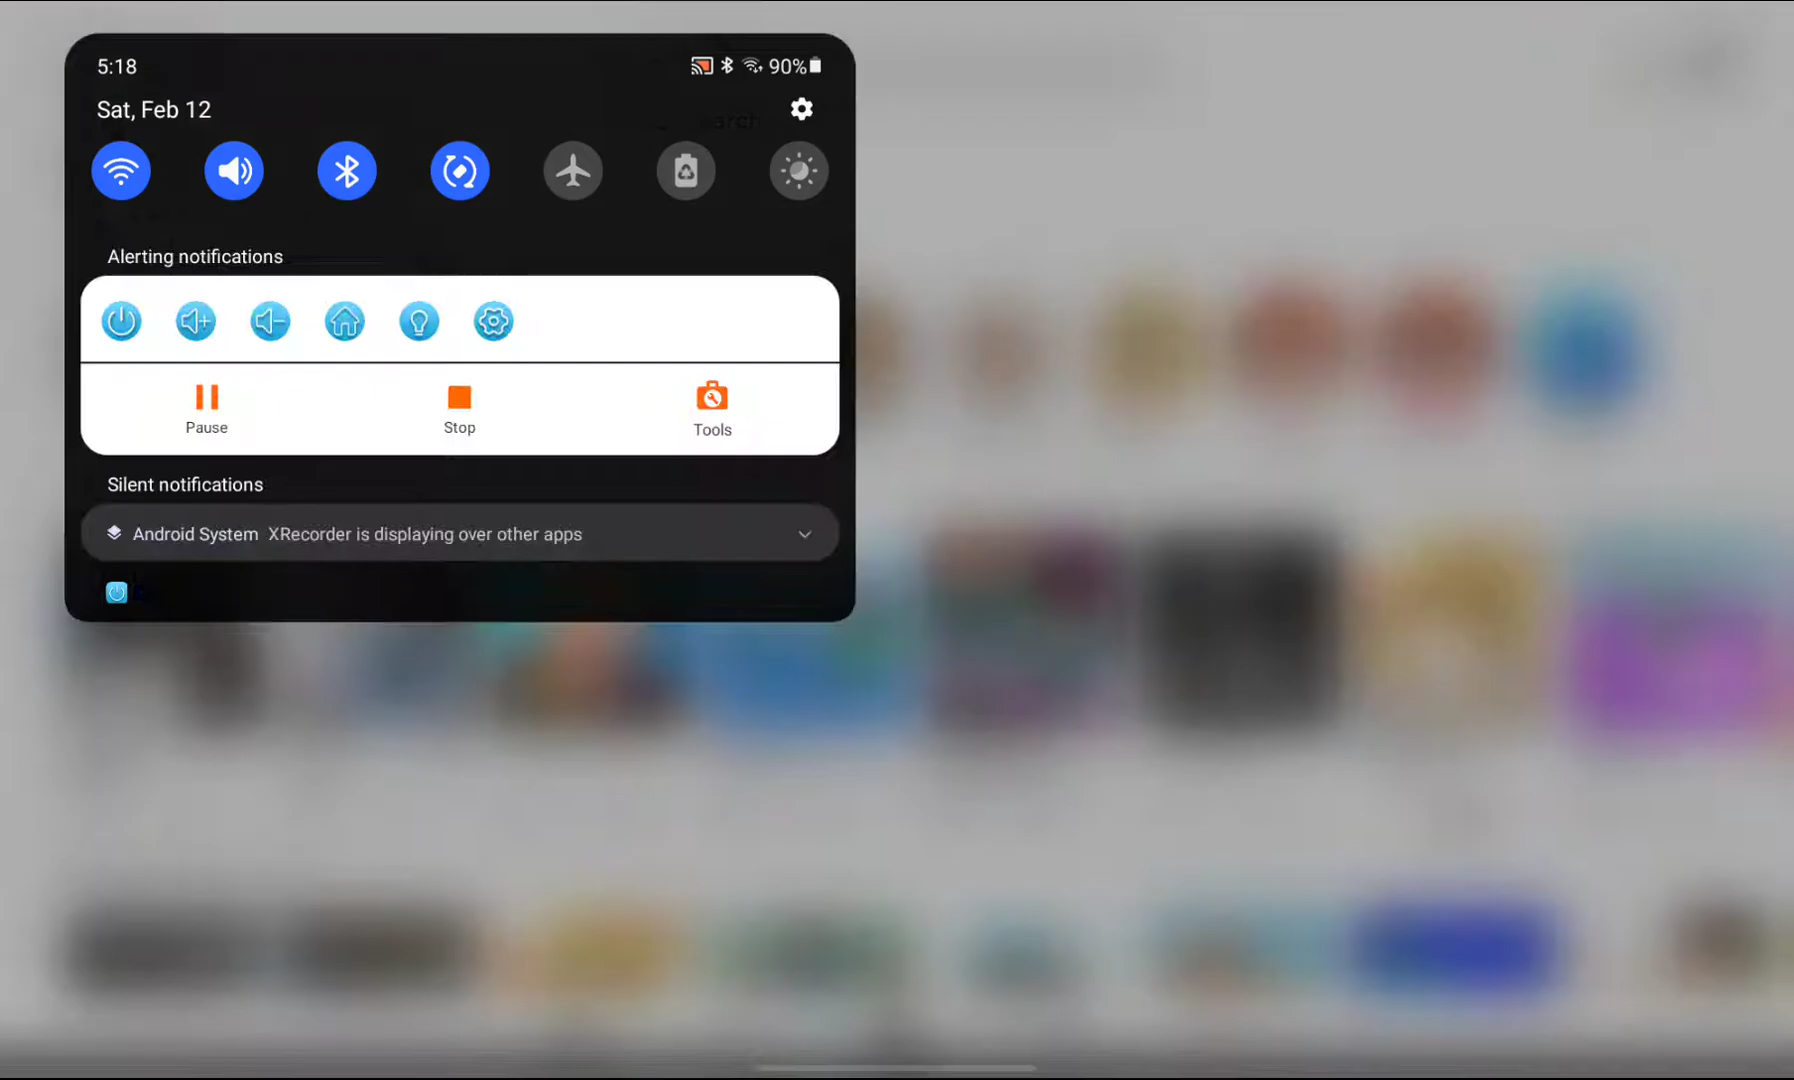 5:18
90%
Sat, Feb 12
Alerting notifications
Pause
Stop
Tools
Silent notifications
Android System XRecorder is displaying over other apps